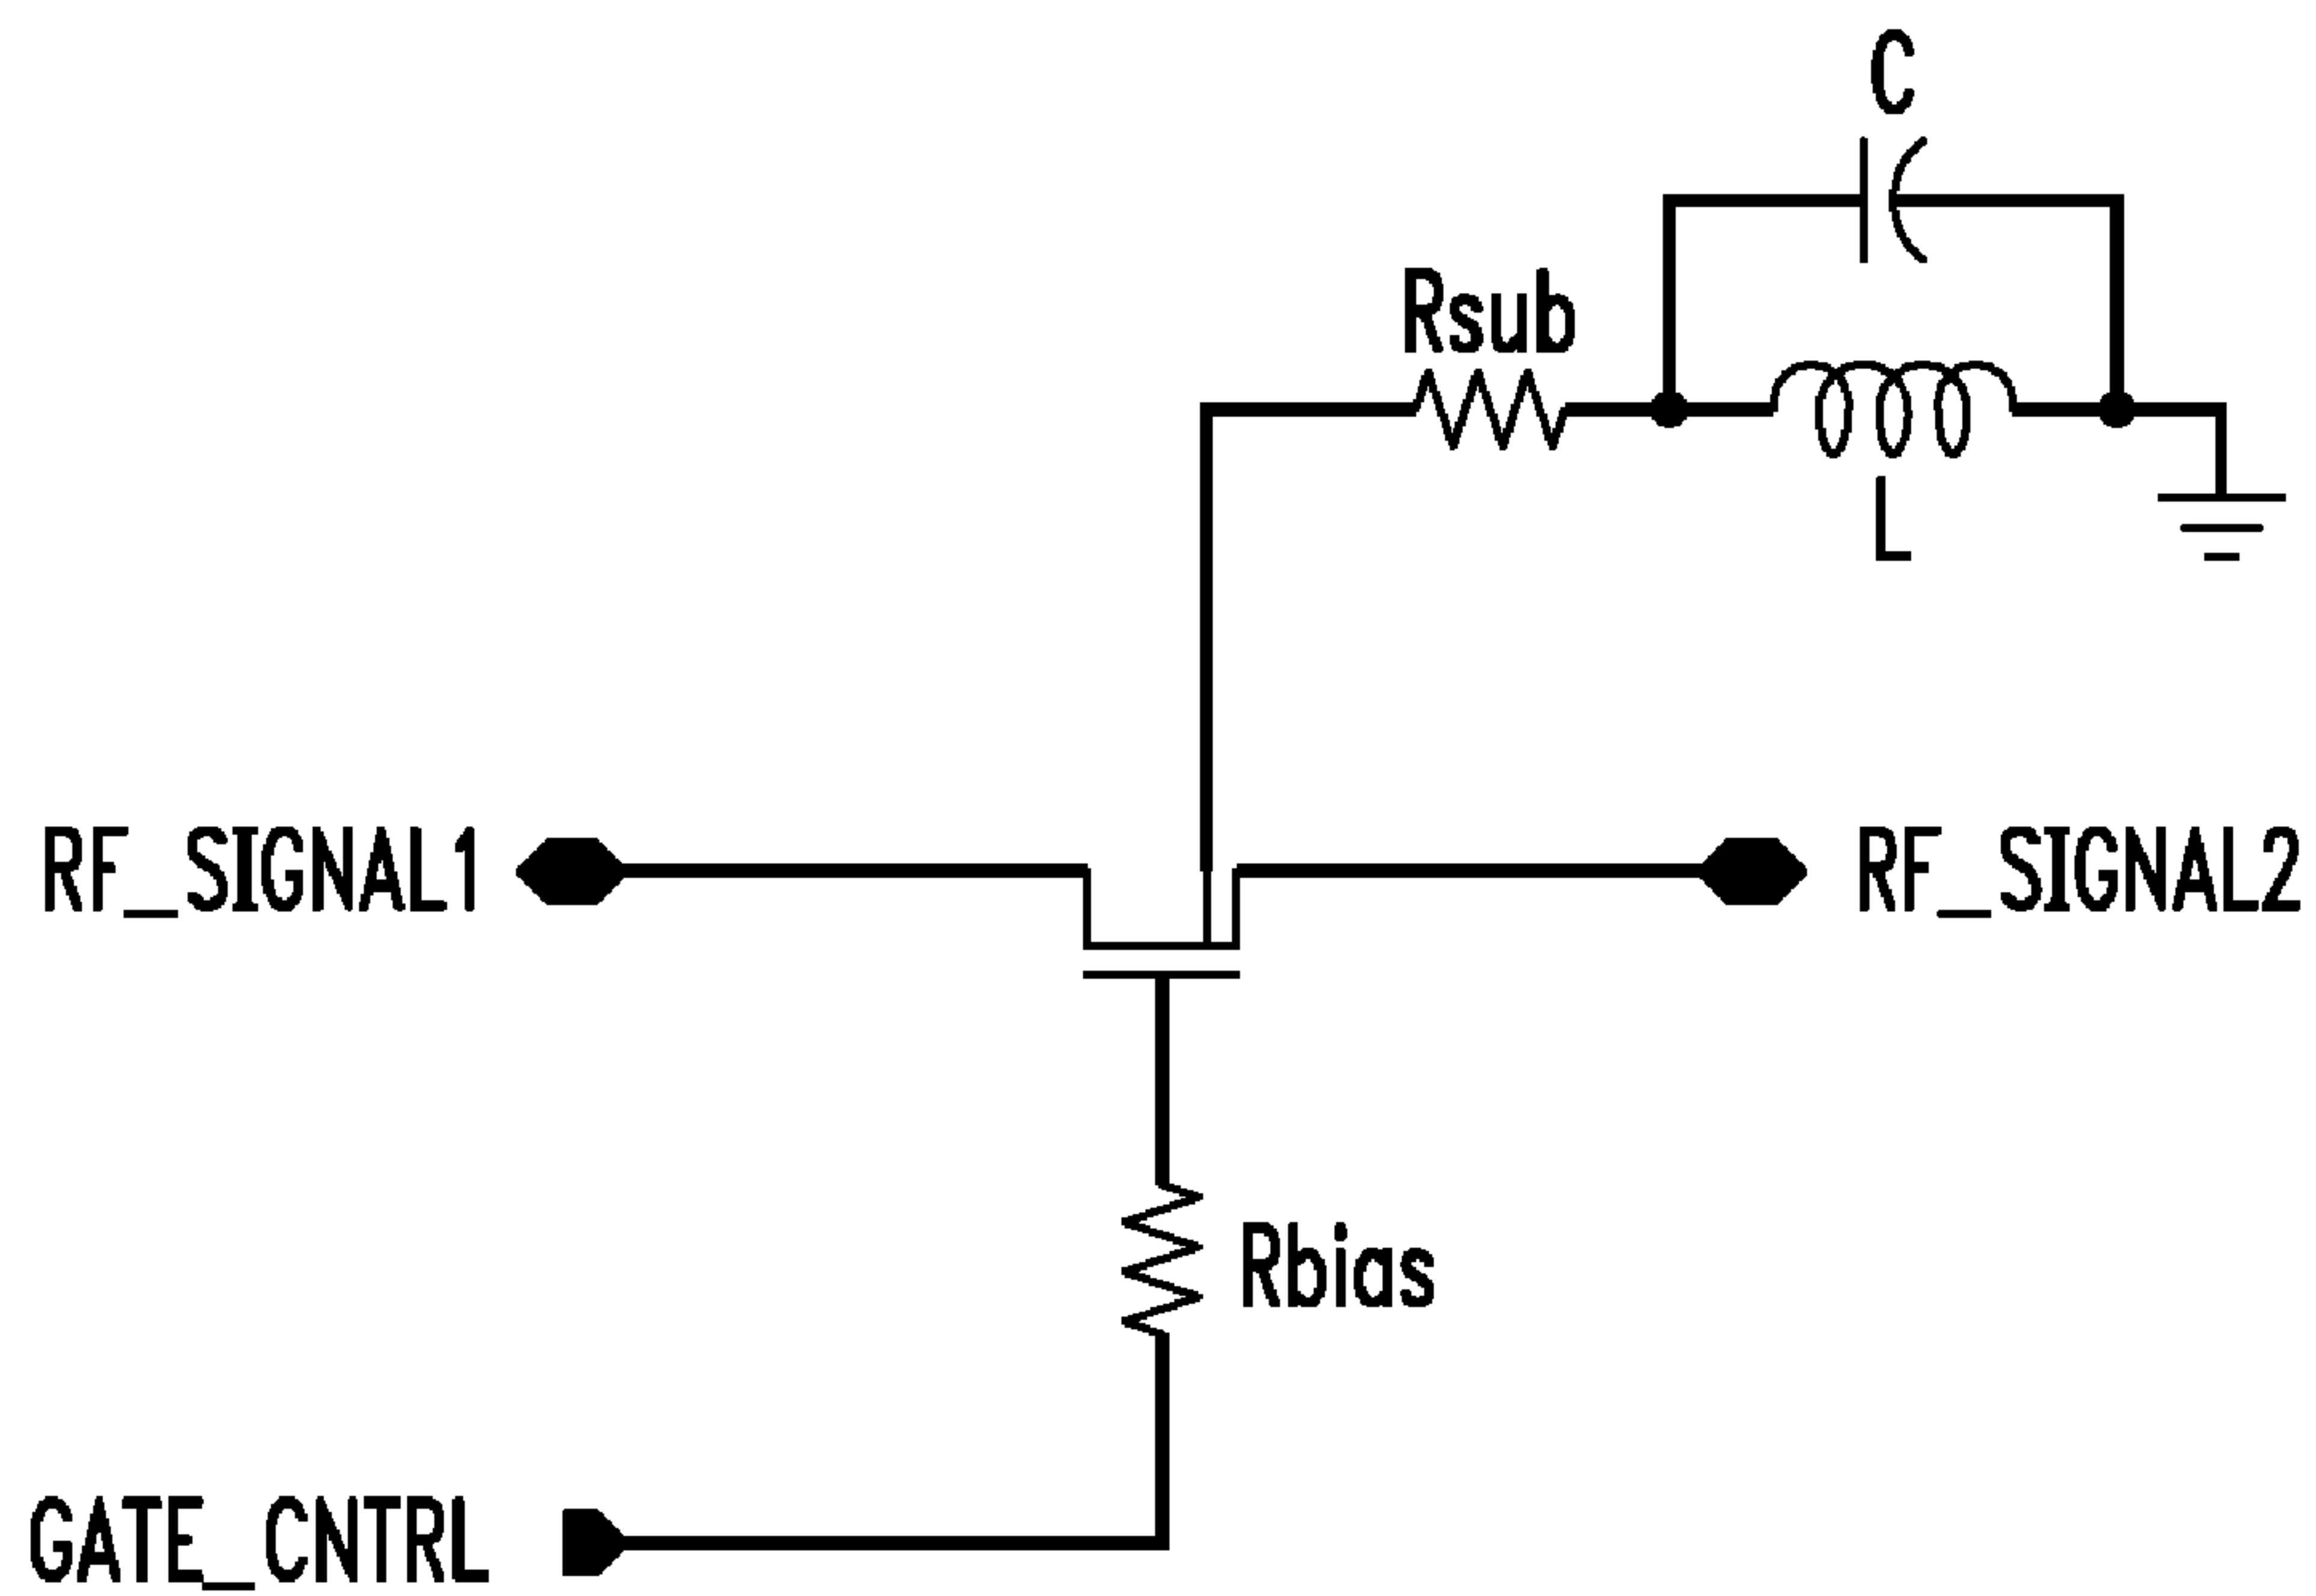 C
Rsub
L
RF_SIGNAL1
RF_SIGNAL2
Rbias
GATE_CNTRL